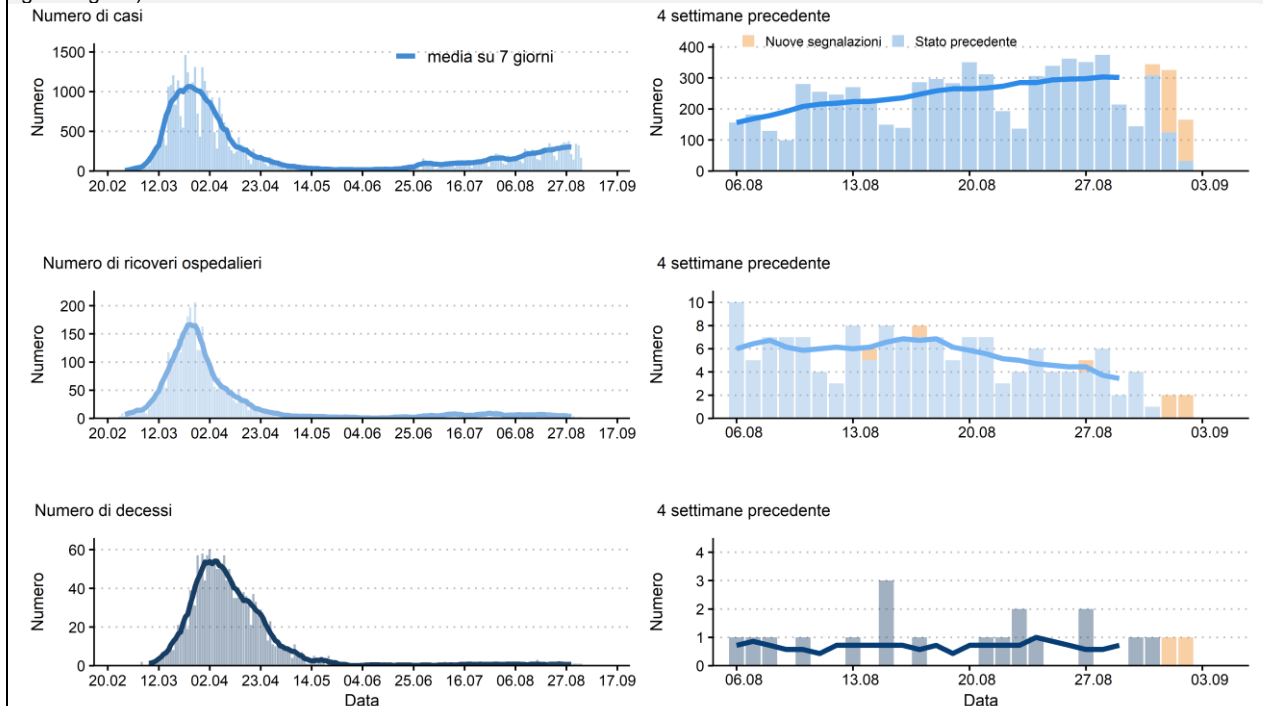 Numero di casi
4 settimane precedente
media su 7 giorni
Nuove segnalazioni
Stato precedente
Numero
1500
1000
500
0
20.02 12.03 02.04 23.04 14.05 04.06 25.06 16.07 06.08 27.08 17.09
Numero
400
300
200
100
0
06.08 13.08 20.08 27.08 03.09
Numero di ricoveri ospedalieri
4 settimane precedente
Numero
200
150
100
50
0
20.02 12.03 02.04 23.04 14.05 04.06 25.06 16.07 06.08 27.08 17.09
Numero
10
8
6
4
2
0
06.08 13.08 20.08 27.08 03.09
Numero di decessi
4 settimane precedente
Numero
60
40
20
0
20.02 12.03 02.04 23.04 14.05 04.06 25.06 16.07 06.08 27.08 17.09
Data
Numero
4
3
2
1
0
06.08 13.08 20.08 27.08 03.09
Data